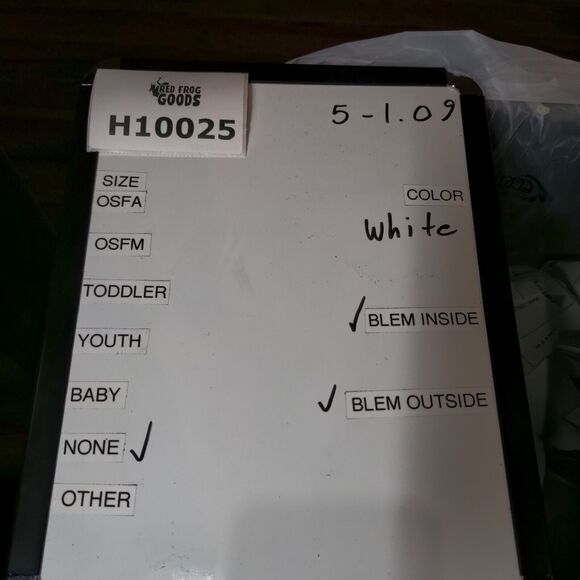 RED FROG
GOODS
H10025
5-1.09
SIZE
OSFA
COLOR
white
OSFM
TODDLER
✓ BLEM INSIDE
YOUTH
BABY
✓ BLEM OUTSIDE
NONE ✓
OTHER